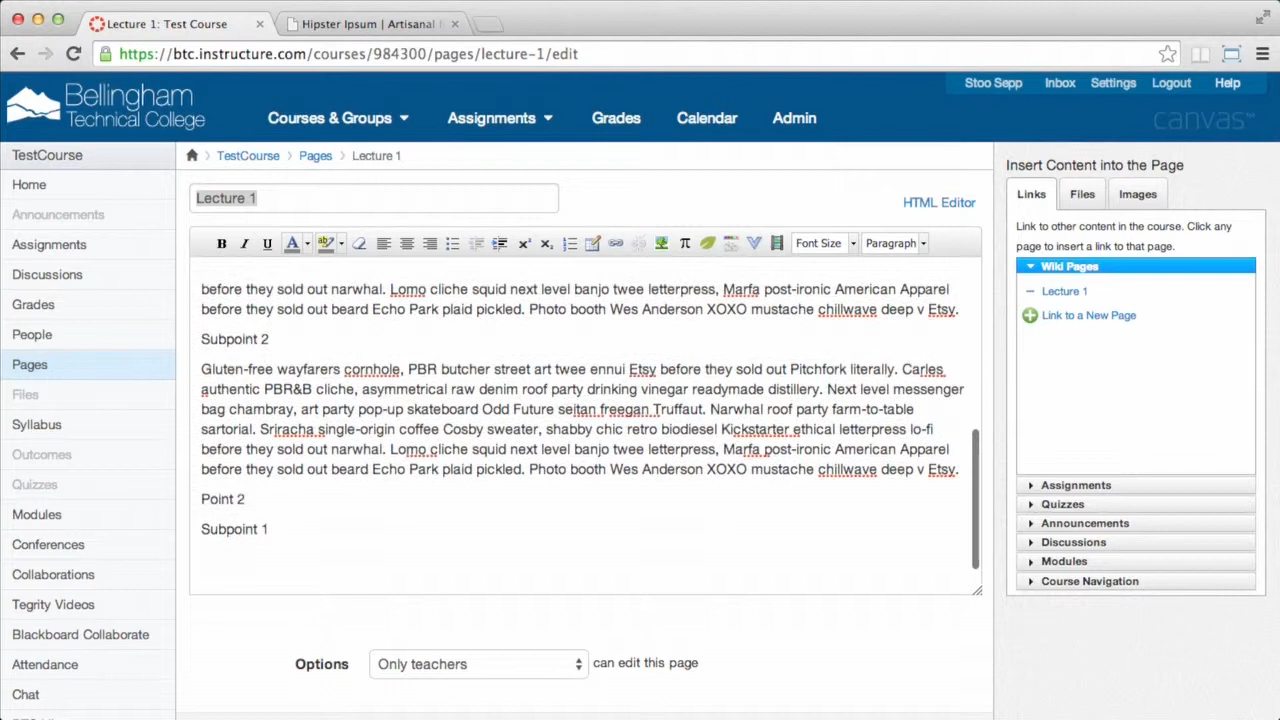 Lecture 1: Test Course
Hipster Ipsum | Artisanal
https://btc.instructure.com/courses/984300/pages/lecture-1/edit
Stoo Sepp Inbox Settings Logout Help
Bellingham
Technical College
Courses & Groups Assignments Grades Calendar Admin
canvas
TestCourse
Home
Announcements
Assignments
Discussions
Grades
People
Pages
Files
Syllabus
Outcomes
Quizzes
Modules
Conferences
Collaborations
Tegrity Videos
Blackboard Collaborate
Attendance
Chat
TestCourse Pages Lecture 1
Lecture 1
HTML Editor
B I U A Font Size Paragraph
before they sold out narwhal. Lomo cliche squid next level banjo twee letterpress, Marfa post-ironic American Apparel
before they sold out beard Echo Park plaid pickled. Photo booth Wes Anderson XOXO mustache chillwave deep v Etsy.
Subpoint 2
Gluten-free wayfarers cornhole, PBR butcher street art twee ennui Etsy before they sold out Pitchfork literally. Carles
authentic PBR&B cliche, asymmetrical raw denim roof party drinking vinegar readymade distillery. Next level messenger
bag chambray, art party pop-up skateboard Odd Future seitan freegan Truffaut. Narwhal roof party farm-to-table
sartorial. Sriracha single-origin coffee Cosby sweater, shabby chic retro biodiesel Kickstarter ethical letterpress lo-fi
before they sold out narwhal. Lomo cliche squid next level banjo twee letterpress, Marfa post-ironic American Apparel
before they sold out beard Echo Park plaid pickled. Photo booth Wes Anderson XOXO mustache chillwave deep v Etsy.
Point 2
Subpoint 1
Options Only teachers can edit this page
Insert Content into the Page
Links Files Images
Link to other content in the course. Click any
page to insert a link to that page.
Wiki Pages
Lecture 1
Link to a New Page
Assignments
Quizzes
Announcements
Discussions
Modules
Course Navigation